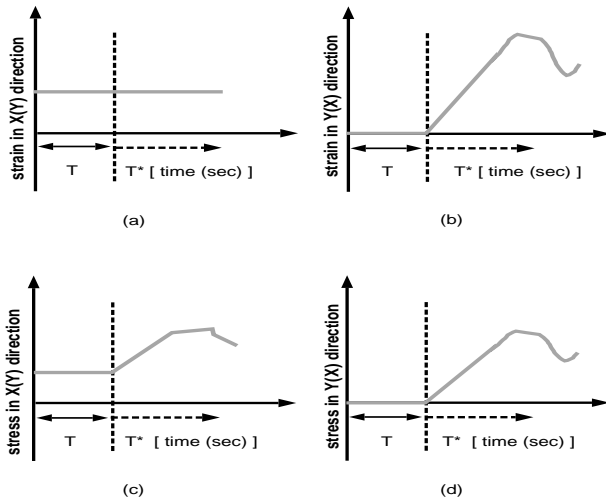 strain in X(Y) direction
T
T* [ time (sec) ]
(a)
strain in Y(X) direction
T
T* [ time (sec) ]
(b)
stress in X(Y) direction
T
T* [ time (sec) ]
(c)
stress in Y(X) direction
T
T* [ time (sec) ]
(d)